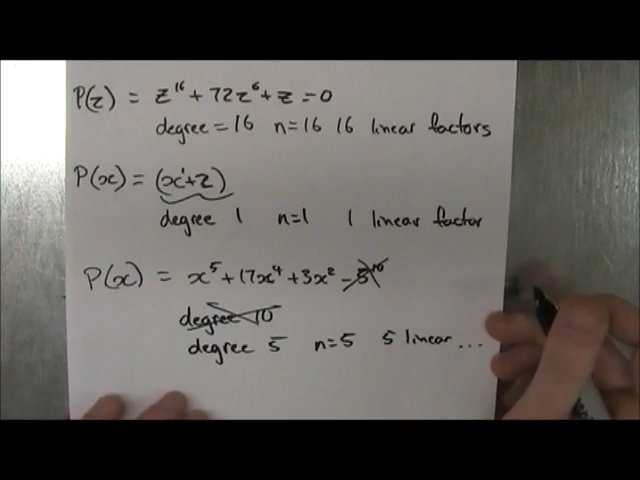 P(z) = z¹⁶ + 72z⁶ + z = 0
degree = 16 n=16 16 linear factors
P(x) = (x¹+2)
degree 1 n=1 1 linear factor
P(x) = x⁵ + 17x⁴ + 3x² - 5¹⁰
degree 10
degree 5 n=5 5 linear ...